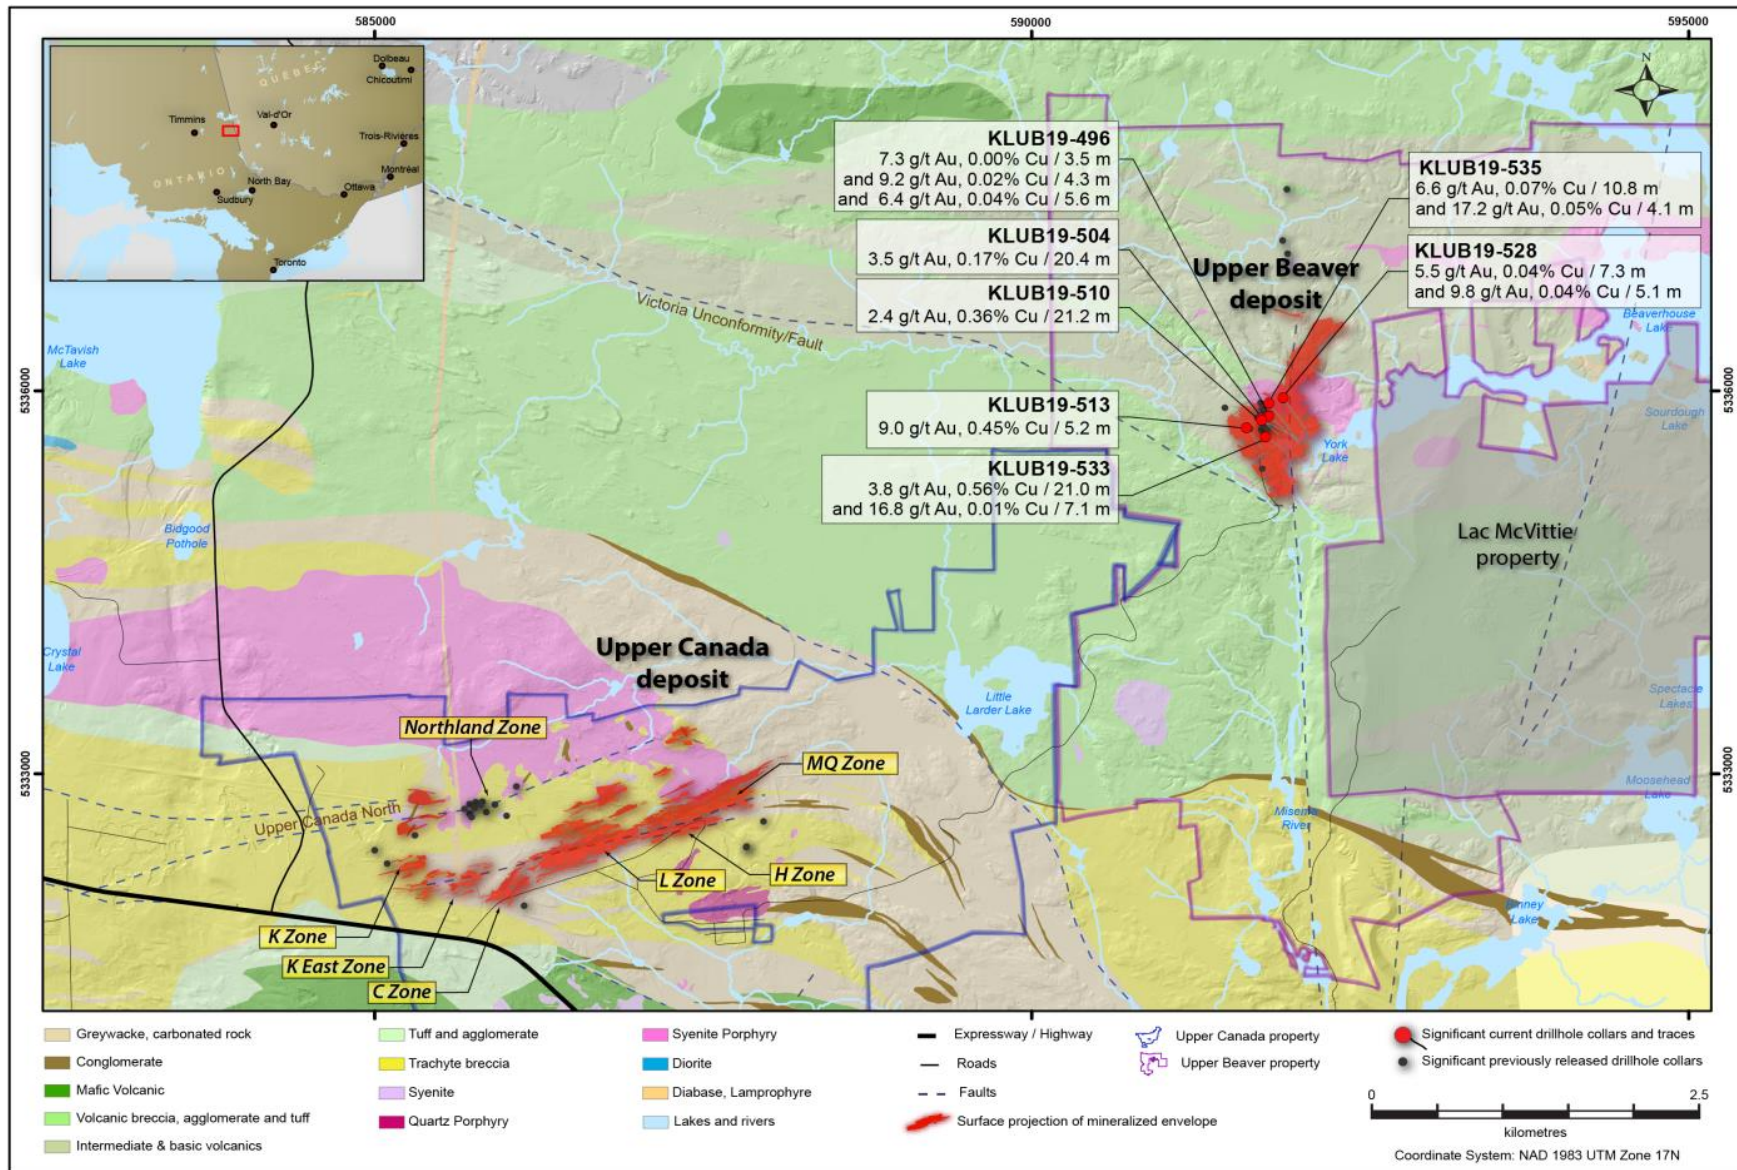 585000
590000
595000
Dolbeau
Chicoutimi
QUÉBEC
Timmins
Val-d'Or
Trois-Rivières
Montréal
ONTARIO
North Bay
Sudbury
Ottawa
Toronto
KLUB19-496
7.3 g/t Au, 0.00% Cu / 3.5 m
and 9.2 g/t Au, 0.02% Cu / 4.3 m
and 6.4 g/t Au, 0.04% Cu / 5.6 m
KLUB19-535
6.6 g/t Au, 0.07% Cu / 10.8 m
and 17.2 g/t Au, 0.05% Cu / 4.1 m
KLUB19-504
3.5 g/t Au, 0.17% Cu / 20.4 m
KLUB19-528
5.5 g/t Au, 0.04% Cu / 7.3 m
and 9.8 g/t Au, 0.04% Cu / 5.1 m
Upper Beaver
deposit
KLUB19-510
2.4 g/t Au, 0.36% Cu / 21.2 m
Victoria Unconformity/Fault
Beaverhouse
Lake
McTavish
Lake
5336000
5336000
KLUB19-513
9.0 g/t Au, 0.45% Cu / 5.2 m
Sourdough
Lake
York
Lake
KLUB19-533
3.8 g/t Au, 0.56% Cu / 21.0 m
and 16.8 g/t Au, 0.01% Cu / 7.1 m
Bidgood
Pothole
Lac McVittie
property
Crystal
Lake
Upper Canada
deposit
Little
Larder Lake
Spectacle
Lakes
Northland Zone
5333000
5333000
MQ Zone
Moosehead
Lake
Upper Canada North
Misema
River
L Zone
H Zone
K Zone
K East Zone
C Zone
Kinney
Lake
Greywacke, carbonated rock
Conglomerate
Mafic Volcanic
Volcanic breccia, agglomerate and tuff
Intermediate & basic volcanics
Tuff and agglomerate
Trachyte breccia
Syenite
Quartz Porphyry
Syenite Porphyry
Diorite
Diabase, Lamprophyre
Lakes and rivers
Expressway / Highway
Roads
Faults
Surface projection of mineralized envelope
Upper Canada property
Upper Beaver property
Significant current drillhole collars and traces
Significant previously released drillhole collars
0
2.5
kilometres
Coordinate System: NAD 1983 UTM Zone 17N